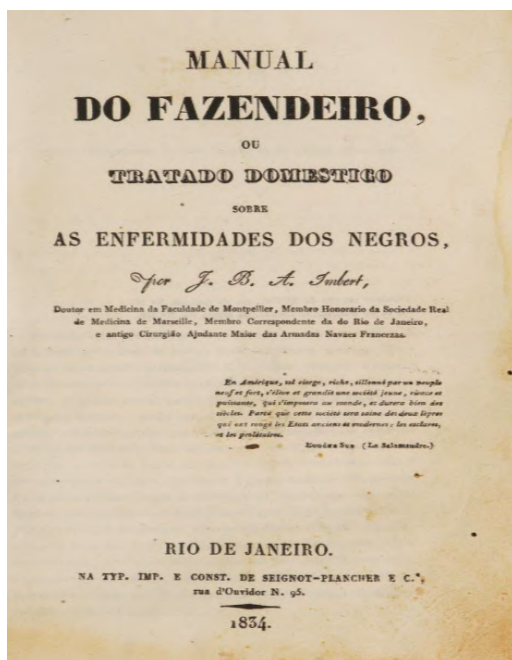 MANUAL
DO FAZENDEIRO,
OU
TRATADO DOMESTICO
SOBRE
AS ENFERMIDADES DOS NEGROS,
por J. B. A. Imbert,
Doutor em Medicina da Faculdade de Montpellier, Membro Honorario da Sociedade Real
de Medicina de Marseille, Membro Correspondente da do Rio de Janeiro,
e antigo Cirurgião Ajudante Maior das Armadas Navaes Francezas.
En Amérique, sol vierge, riche, sillonné par un peuple
neuf et fort, s'élève et grandit une société jeune, vierge et
puissante, qui s'imposera au monde, et durera bien des
siècles. Parce que cette société sera saine des deux lèpres
qui ont rongé les États anciens et modernes: les esclaves,
et les prolétaires.
Eugène Sue (La Salamandre.)
RIO DE JANEIRO.
NA TYP. IMP. E CONST. DE SEIGNOT-PLANCHER E C.ª,
rua d'Ouvidor N. 95.
1834.